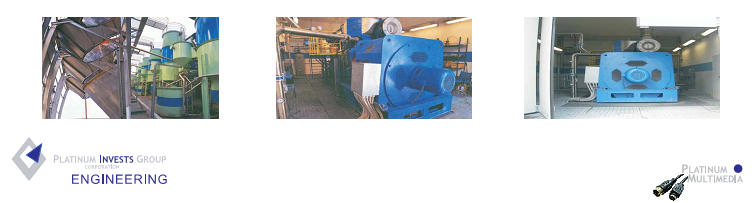 PLATINUM INVESTS GROUP
CORPORATION
ENGINEERING
PLATINUM
MULTIMEDIA